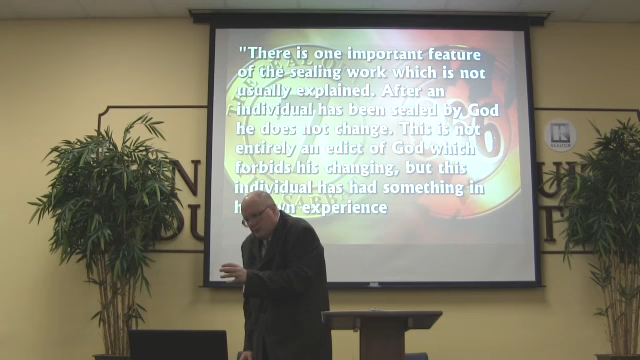 "There is one important feature
of the sealing work which is not
usually explained. After an
individual has been sealed by God
he does not change. This is not
entirely an edict of God which
forbids his changing, but this
individual has had something in
own experience
REALTOR